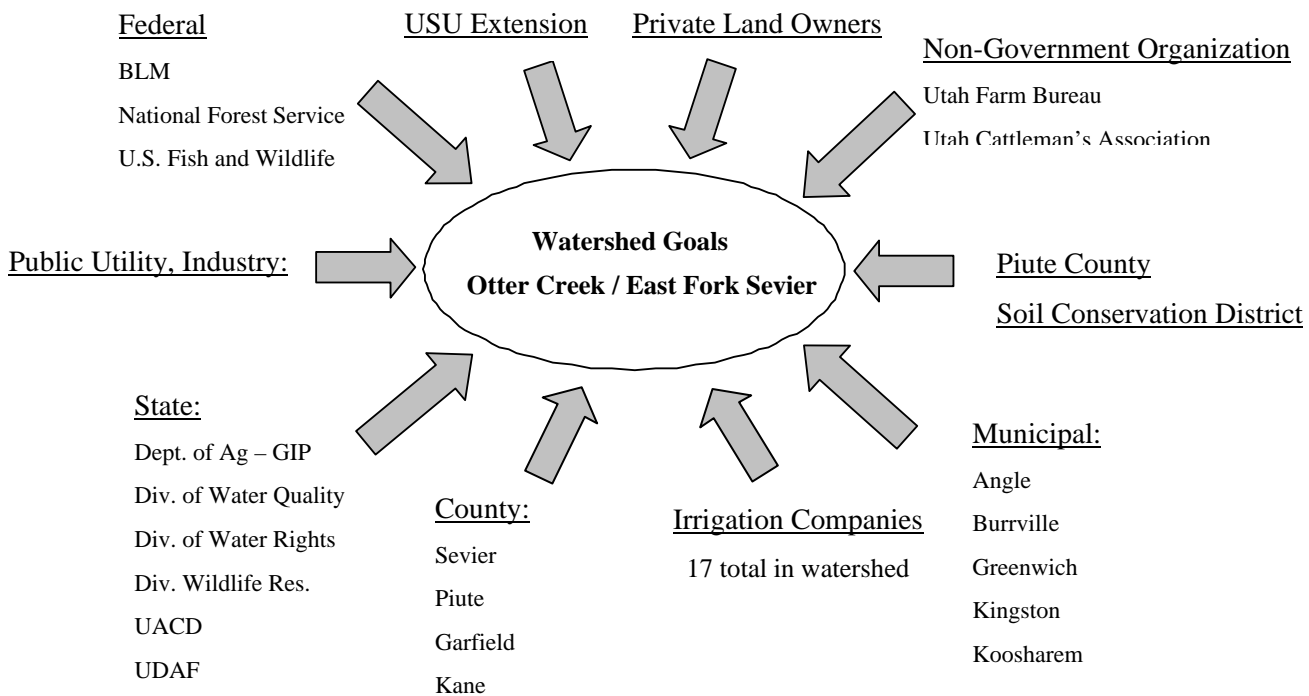 Federal
BLM
National Forest Service
U.S. Fish and Wildlife
USU Extension
Private Land Owners
Non-Government Organization
Utah Farm Bureau
Utah Cattleman's Association
Public Utility, Industry:
Watershed Goals
Otter Creek / East Fork Sevier
Piute County
Soil Conservation District
State:
Dept. of Ag – GIP
Div. of Water Quality
Div. of Water Rights
Div. Wildlife Res.
UACD
UDAF
County:
Sevier
Piute
Garfield
Kane
Irrigation Companies
17 total in watershed
Municipal:
Angle
Burrville
Greenwich
Kingston
Koosharem